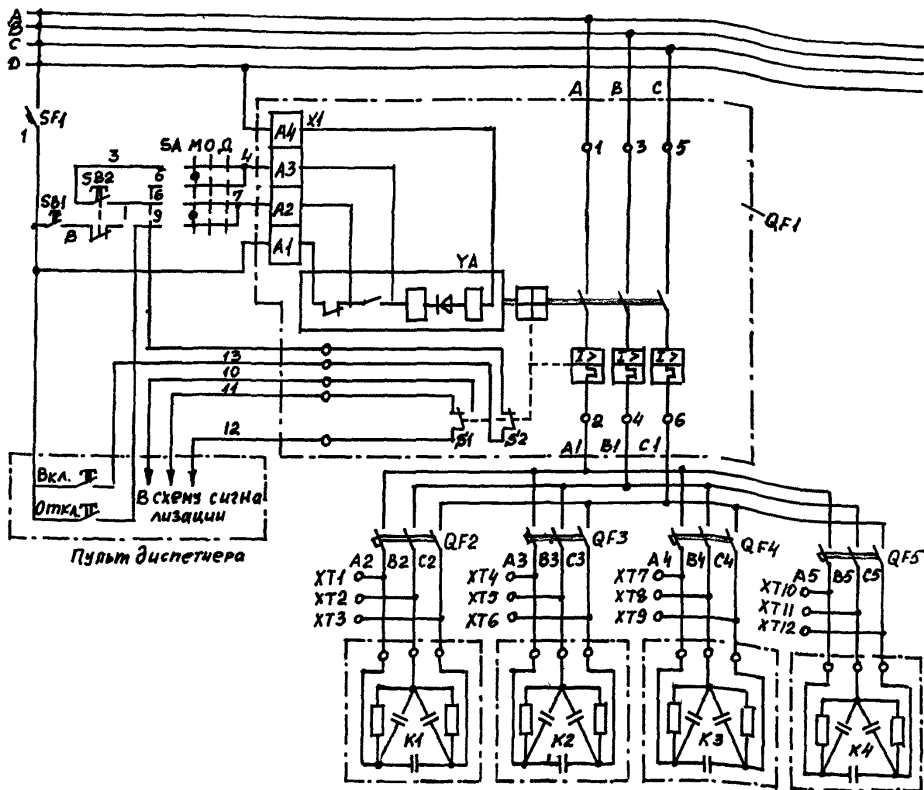 A
B
C
D
A B C
SF1
1
X1
A4
SA М О Д
3
4
5
1 3 5
A3
SB2
6
7
A2
QF1
SB1
9
8
A1
YA
13
I> I> I>
10
11
2 4 6
12
S1 S2
A1 B1 C1
Вкл.
Откл.
В схему сигна
лизации
Пульт диспетчера
QF2 QF3 QF4 QF5
A2 B2 C2
A3 B3 C3
A4 B4 C4
A5 B5 C5
XT1 XT4 XT7 XT10
XT2 XT5 XT8 XT11
XT3 XT6 XT9 XT12
K1 K2 K3 K4